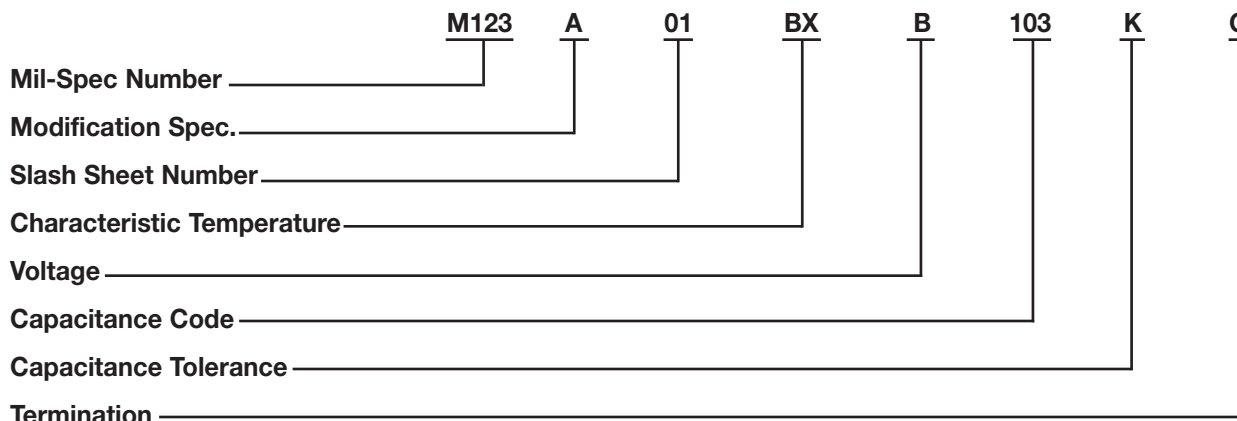 M123 A 01 BX B 103 K
Mil-Spec Number
Modification Spec.
Slash Sheet Number
Characteristic Temperature
Voltage
Capacitance Code
Capacitance Tolerance
Termination